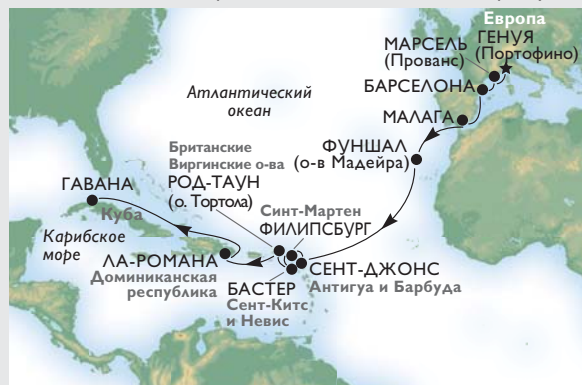 Европа
ГЕНУЯ
(Портофино)
МАРСЕЛЬ
(Прованс)
БАРСЕЛОНА
МАЛАГА
Атлантический
океан
ФУНШАЛ
(о-в Мадейра)
Британские
Виргинские о-ва
РОД-ТАУН
(о. Тортола)
ГАВАНА
Куба
Синт-Мартен
ФИЛИПСБУРГ
Карибское
море
ЛА-РОМАНА
Доминиканская
республика
СЕНТ-ДЖОНС
Антигуа и Барбуда
БАСТЕР
Сент-Китс
и Невис